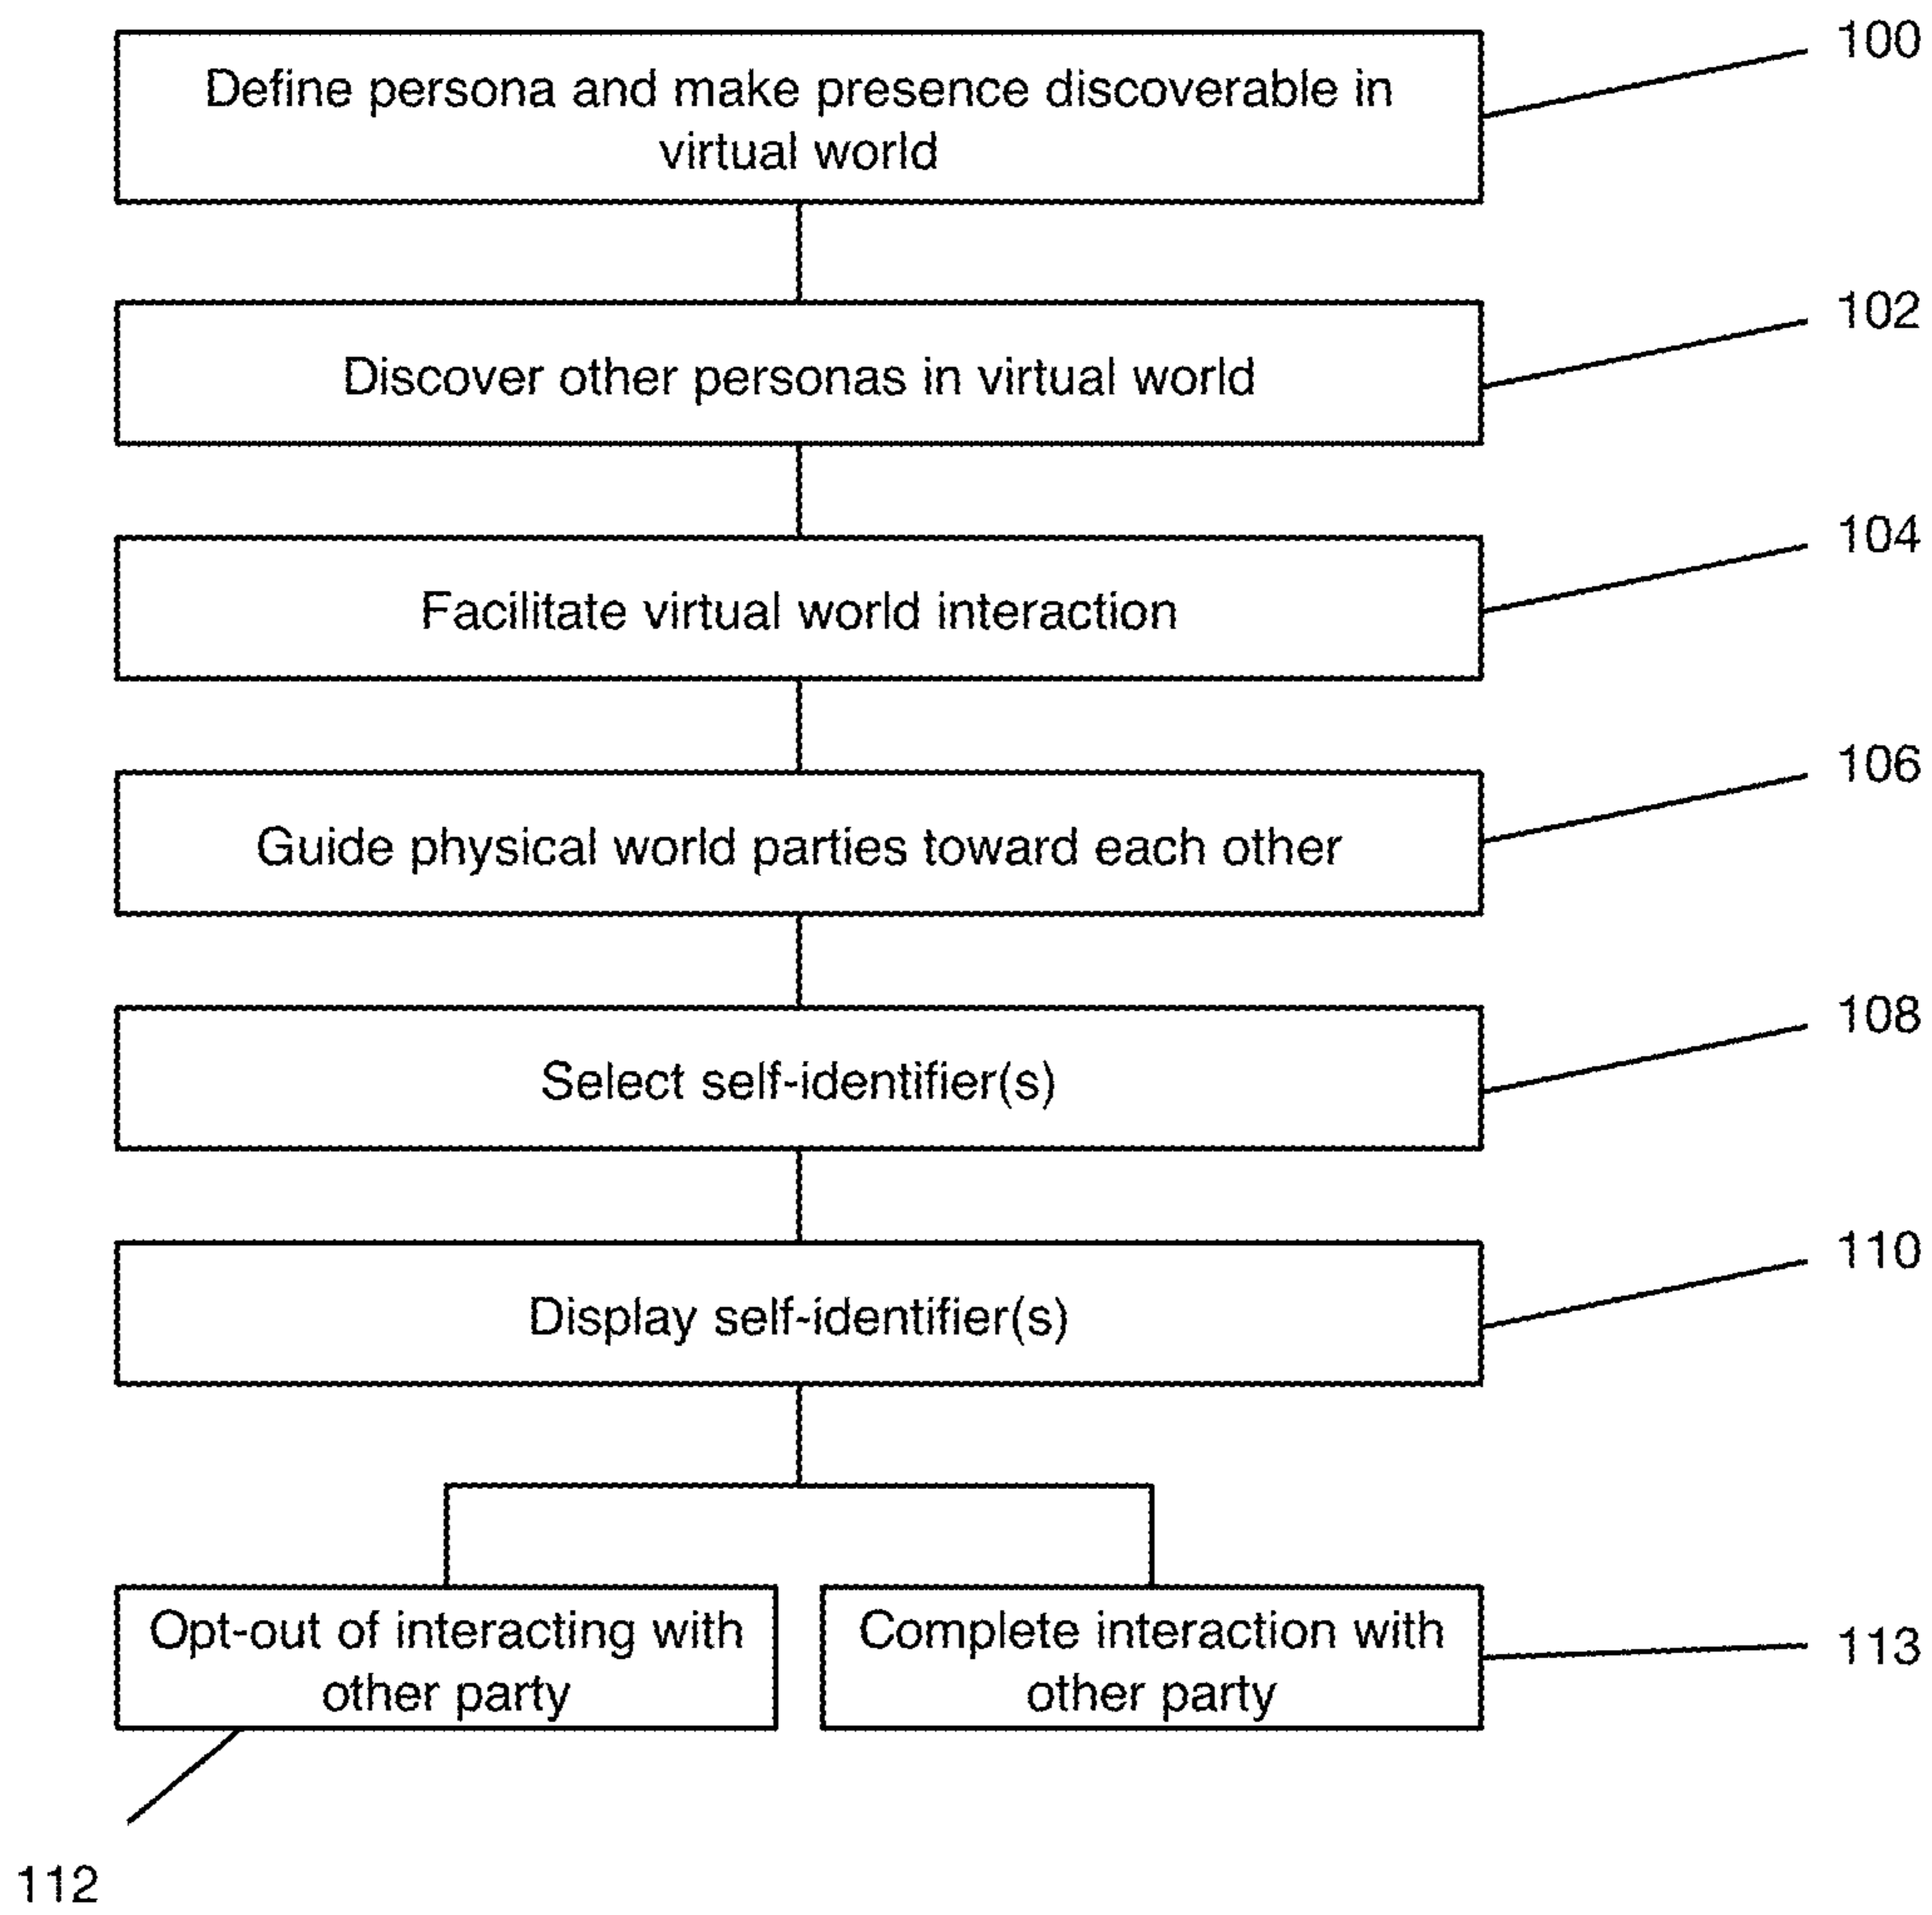 100
Define persona and make presence discoverable in
virtual world
102
Discover other personas in virtual world
104
Facilitate virtual world interaction
106
Guide physical world parties toward each other
108
Select self-identifier(s)
110
Display self-identifier(s)
Opt-out of interacting with
other party
Complete interaction with
other party
113
112